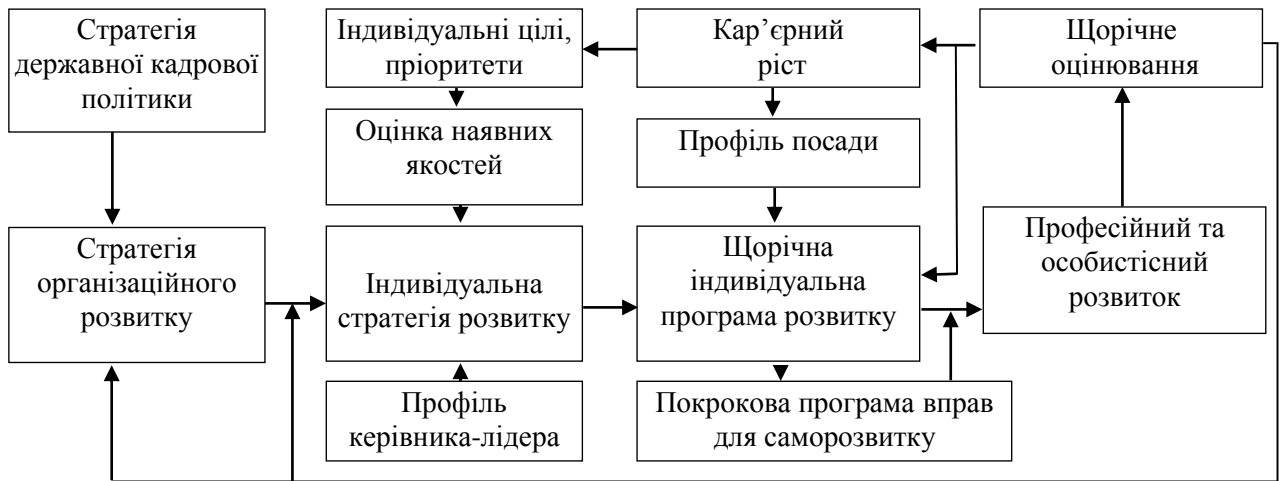 Стратегія
державної кадрової
політики
Індивідуальні цілі,
пріоритети
Кар’єрний
ріст
Щорічне
оцінювання
Оцінка наявних
якостей
Профіль посади
Стратегія
організаційного
розвитку
Індивідуальна
стратегія розвитку
Щорічна
індивідуальна
програма розвитку
Професійний та
особистісний
розвиток
Профіль
керівника-лідера
Покрокова програма вправ
для саморозвитку